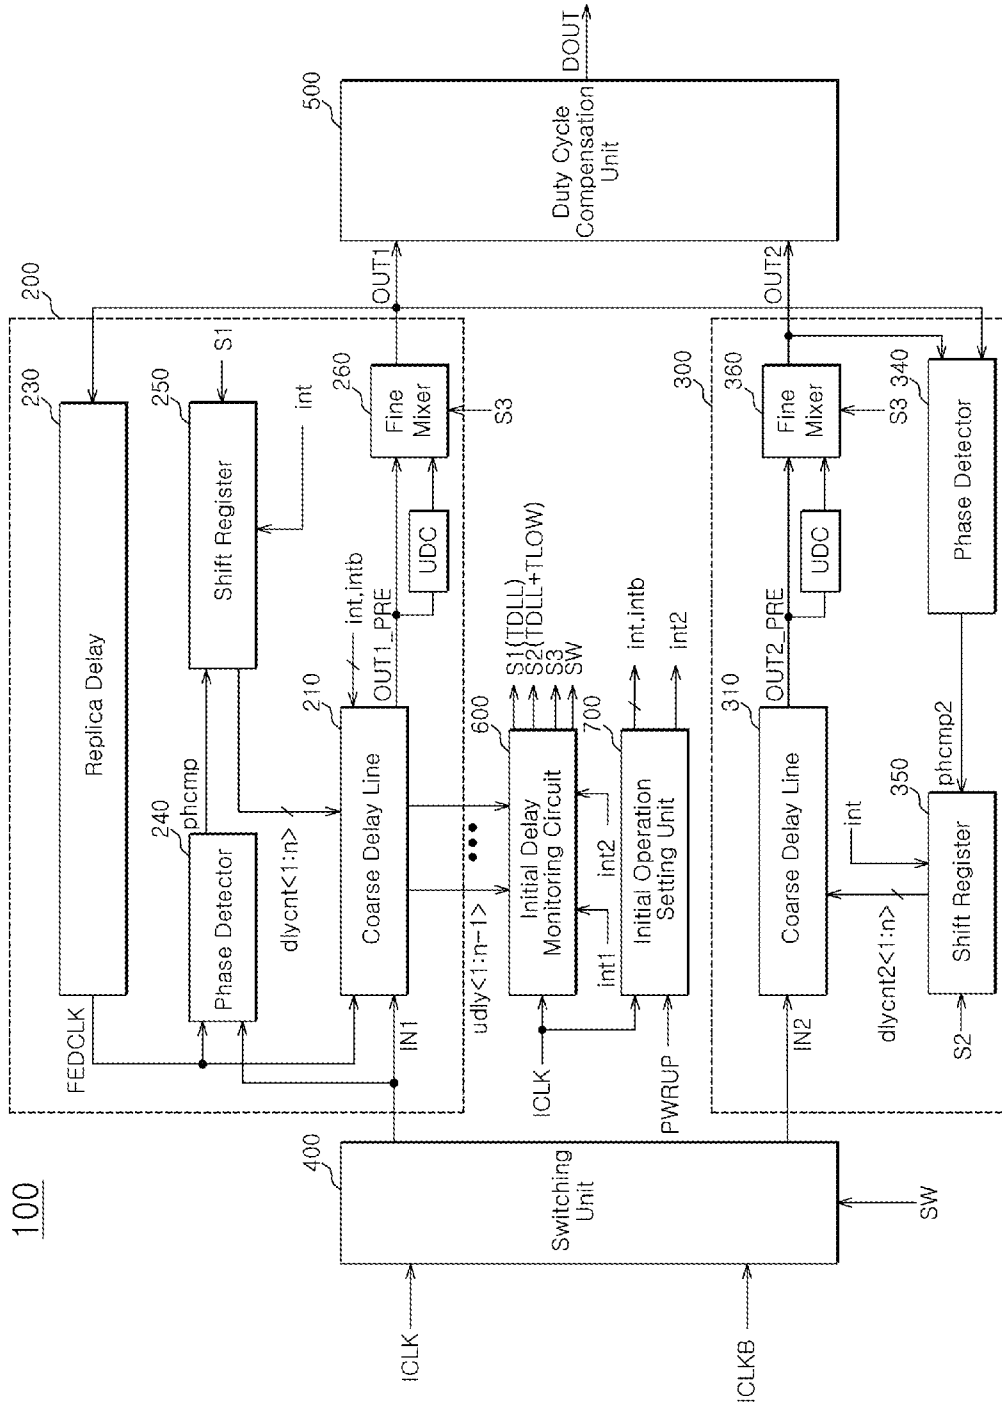 100
200
FEDCLK
Replica Delay
230
Phase Detector
240
phcmp
Shift Register
250
S1
int
dlycnt<1:n>
Coarse Delay Line
210
int,intb
IN1
OUT1_PRE
UDC
Fine
Mixer
260
S3
OUT1
ICLK
ICLKB
Switching
Unit
400
SW
udly<1:n-1>
ICLK
Initial Delay
Monitoring Circuit
600
S1(TDLL)
S2(TDLL+TLOW)
S3
SW
int1
int2
PWRUP
Initial Operation
Setting Unit
700
int,intb
int2
Duty Cycle
Compensation
Unit
500
DOUT
300
IN2
Coarse Delay Line
310
OUT2_PRE
UDC
Fine
Mixer
360
S3
OUT2
dlycnt2<1:n>
int
S2
Shift Register
350
phcmp2
Phase Detector
340